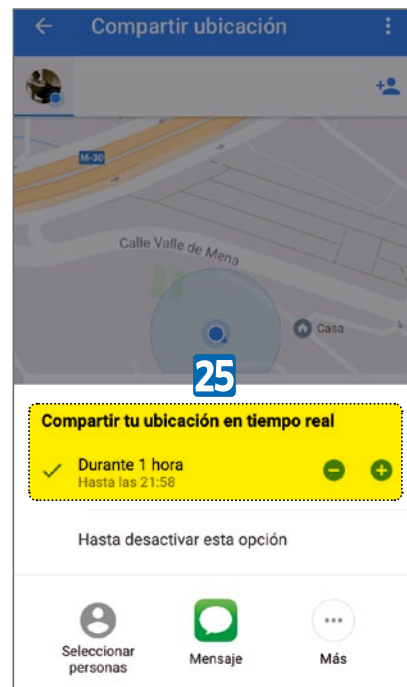 Compartir ubicación
M-30
Calle Valle de Mena
Casa
25
Compartir tu ubicación en tiempo real
Durante 1 hora
Hasta las 21:58
Hasta desactivar esta opción
Seleccionar
personas
Mensaje
Más